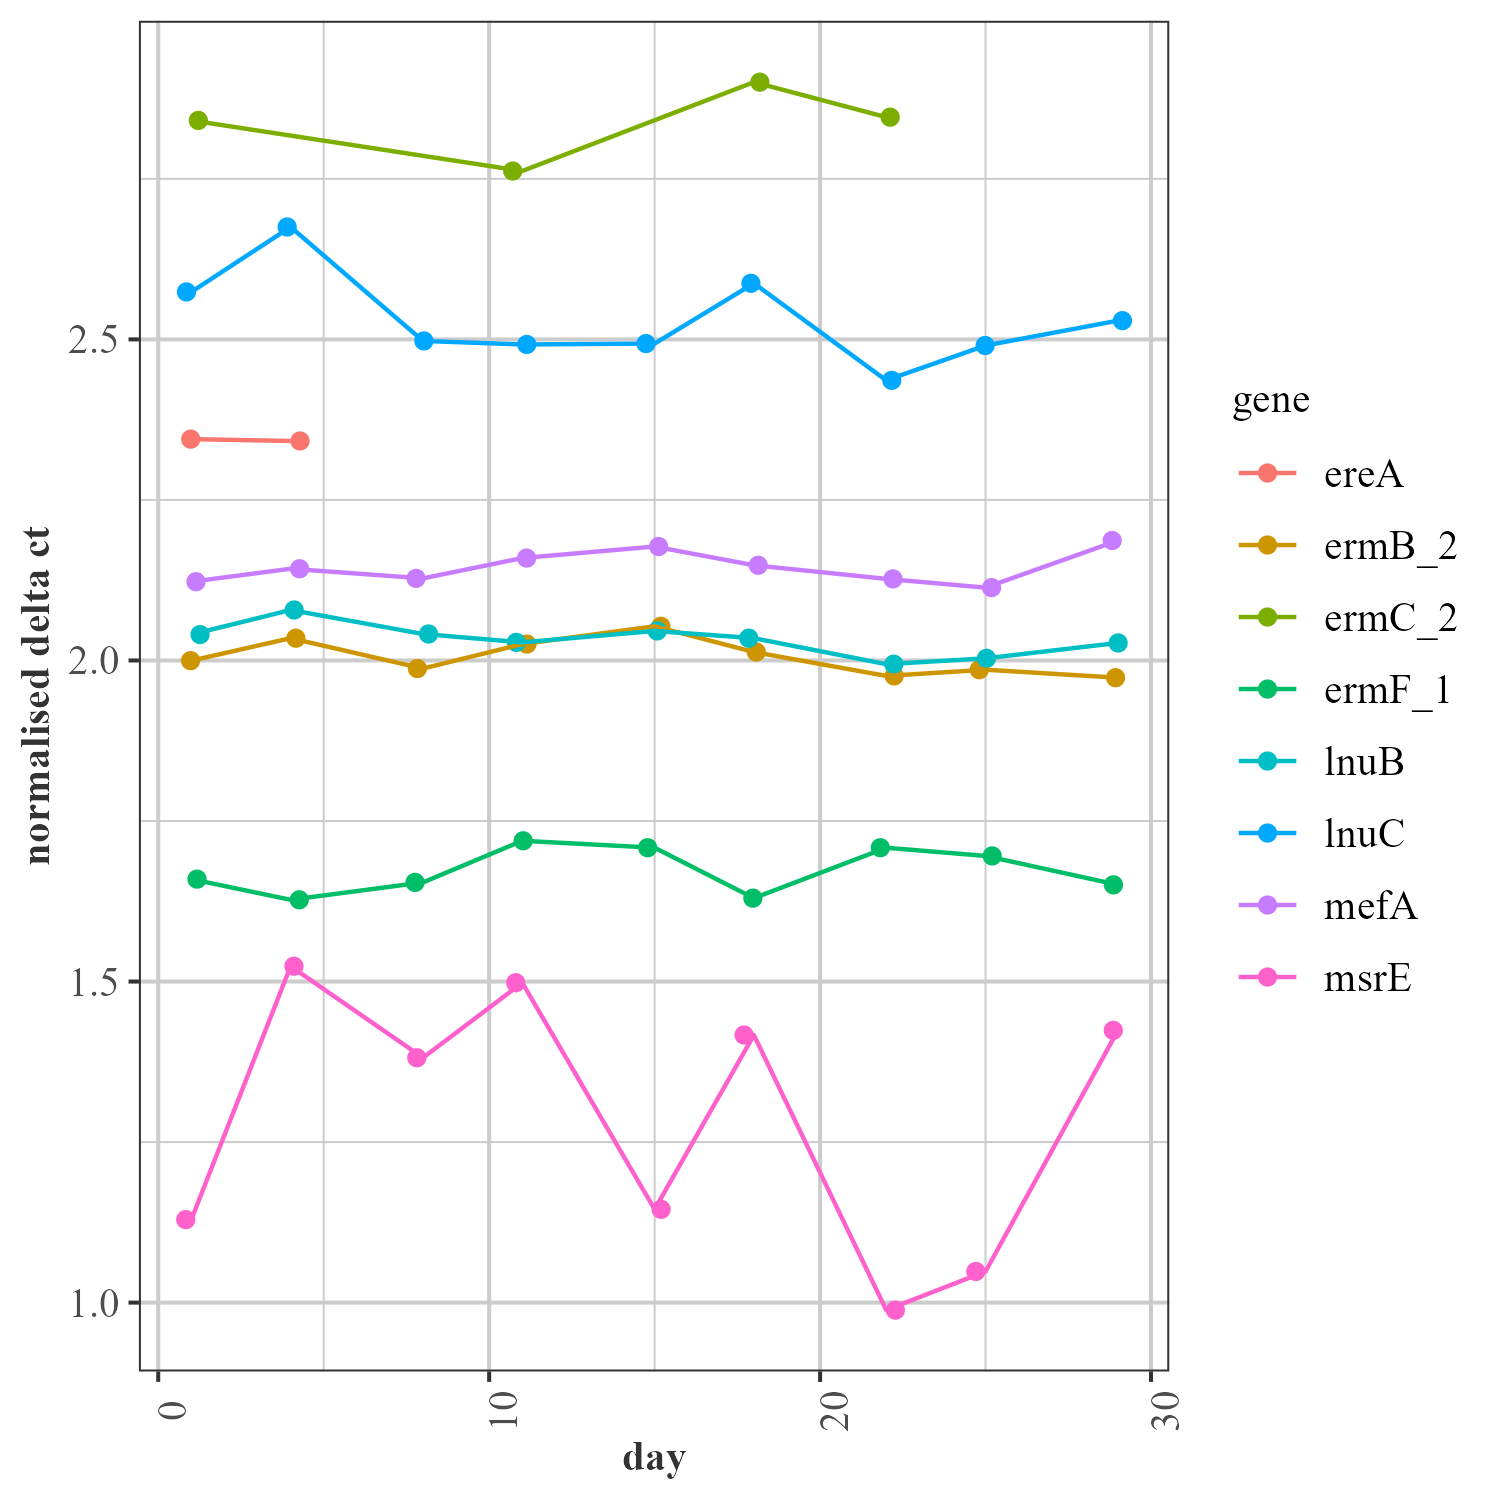 normalised delta ct
2.5
2.0
1.5
1.0
0
10
20
30
day
gene
ereA
ermB_2
ermC_2
ermF_1
lnuB
lnuC
mefA
msrE